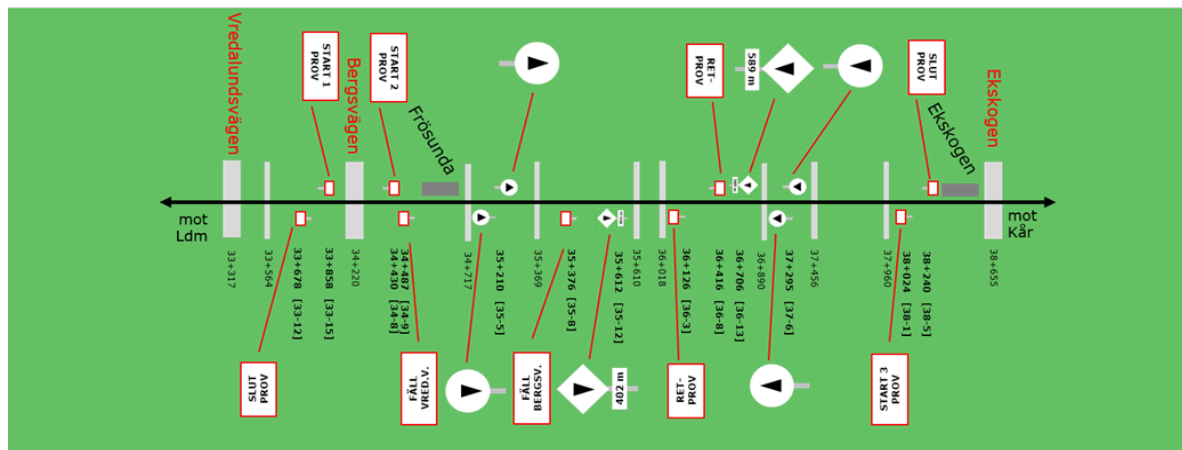 Vredalundsvägen
START 1
PROV
Bergsvägen
START 2
PROV
Frösunda
RET-
PROV
589 m
SLUT
PROV
Ekskogen
Ekskogen
mot
Ldm
mot
Kår
33+317
33+564
33+678 [33-12]
33+858 [33-15]
34+220
34+430 [34-8]
34+487 [34-9]
34+717
35+210 [35-5]
35+369
35+376 [35-8]
35+612 [35-12]
35+610
36+018
36+126 [36-3]
36+416 [36-8]
36+706 [36-13]
36+890
37+295 [37-6]
37+456
37+960
38+024 [38-1]
38+240 [38-5]
38+655
SLUT
PROV
FÄLL
VRED.V.
FÄLL
BERGSV.
402 m
RET-
PROV
START 3
PROV